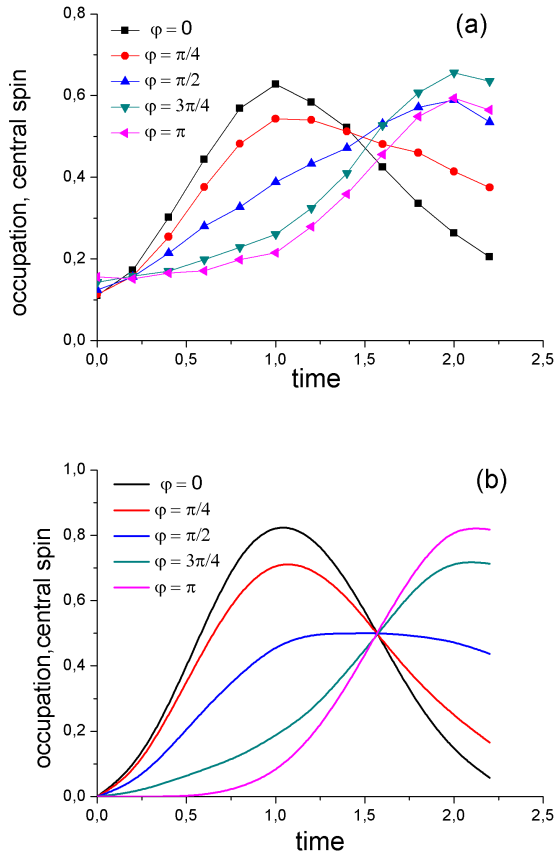 (a)
0,8
0,6
0,4
0,2
0,0
occupation, central spin
φ = 0
φ = π/4
φ = π/2
φ = 3π/4
φ = π
0,0 0,5 1,0 1,5 2,0 2,5
time
(b)
1,0
0,8
0,6
0,4
0,2
0,0
occupation,central spin
φ = 0
φ = π/4
φ = π/2
φ = 3π/4
φ = π
0,0 0,5 1,0 1,5 2,0 2,5
time